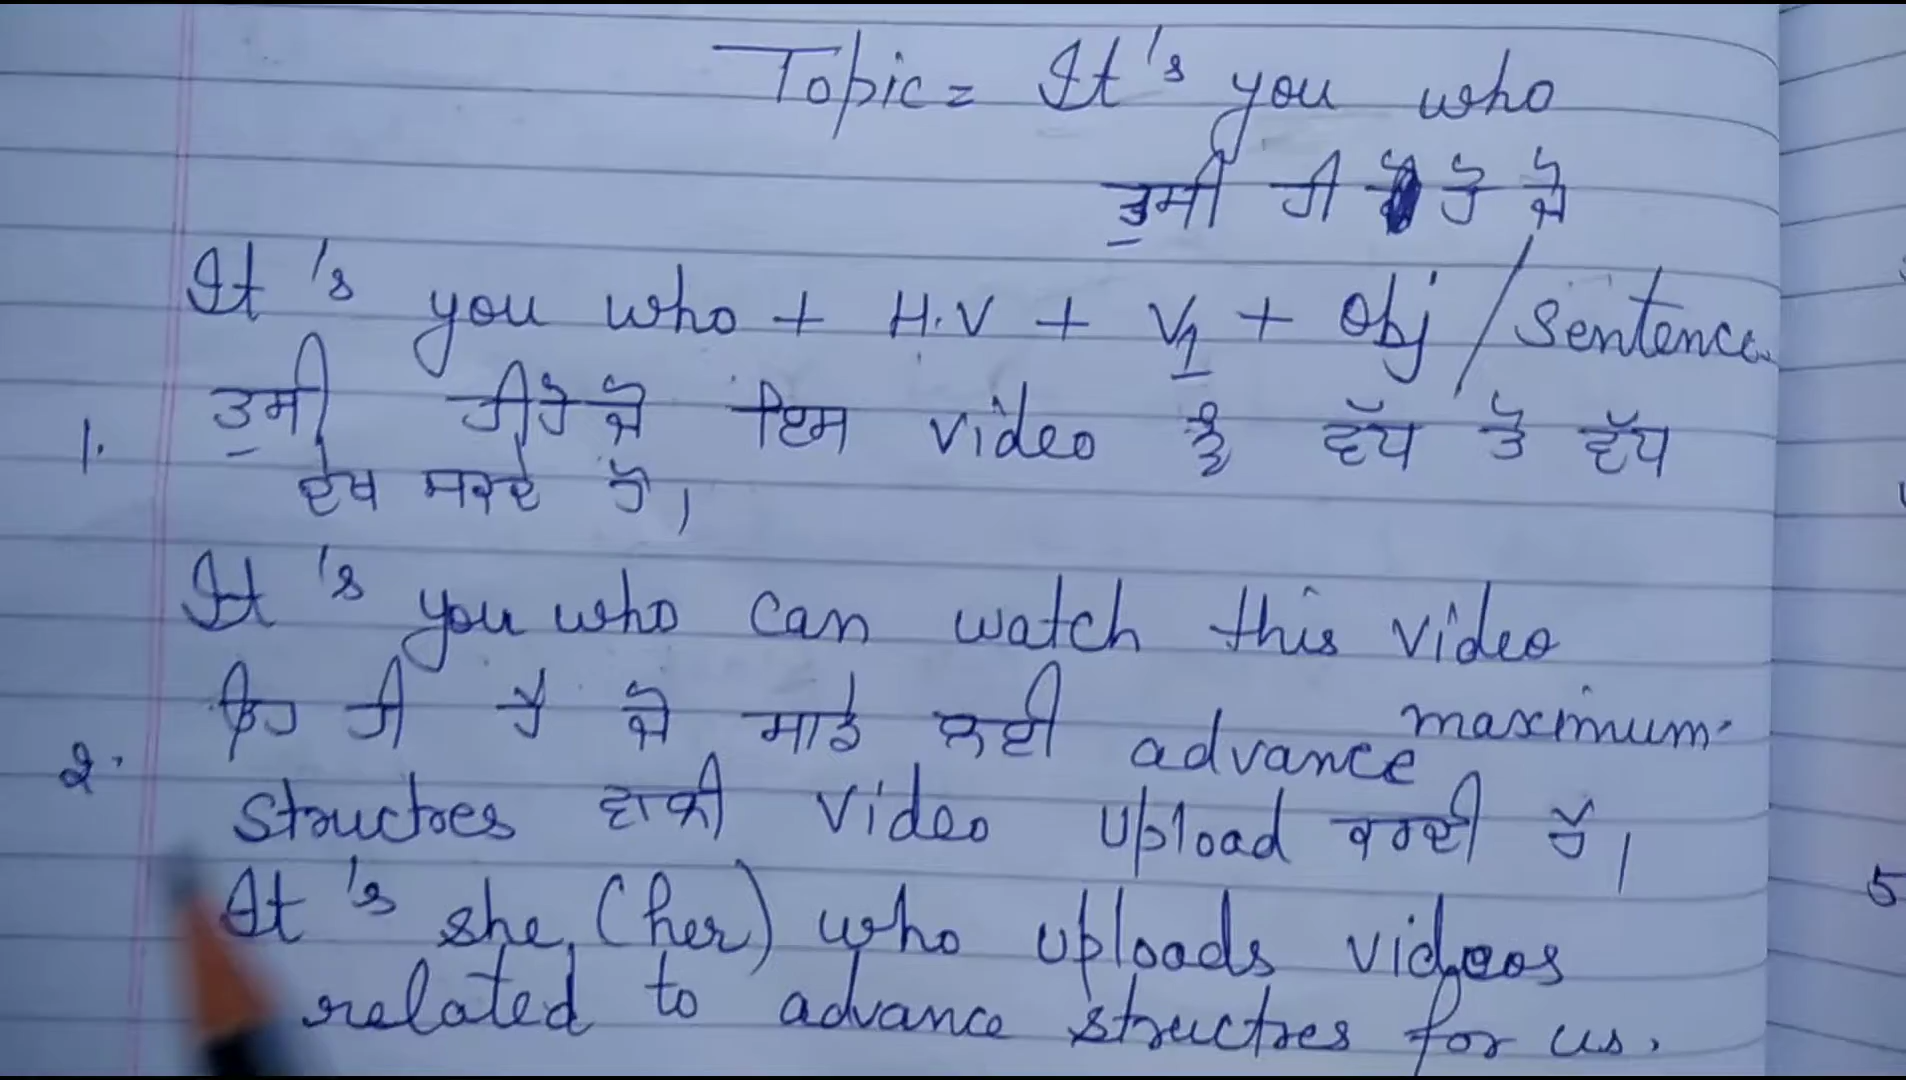 Topic = It's you who
ਤੁਸੀਂ ਹੀ ਹੋ ਜੋ
It's you who + H.V + V1 + Obj / Sentence.
1. ਤੁਸੀਂ ਹੀ ਹੋ ਜੋ ਇਸ video ਨੂੰ ਵੱਧ ਤੋ ਵੱਧ
ਦੇਖ ਸਕਦੇ ਹੋ,
It's you who can watch this video
ਉਹ ਹੀ ਹੈ ਜੋ ਸਾਡੇ ਲਈ advance maximum
2. structres ਵਾਲੀ video upload ਕਰਦੀ ਹੈ,
It's she (her) who uploads videos
related to advance structres for us.
5